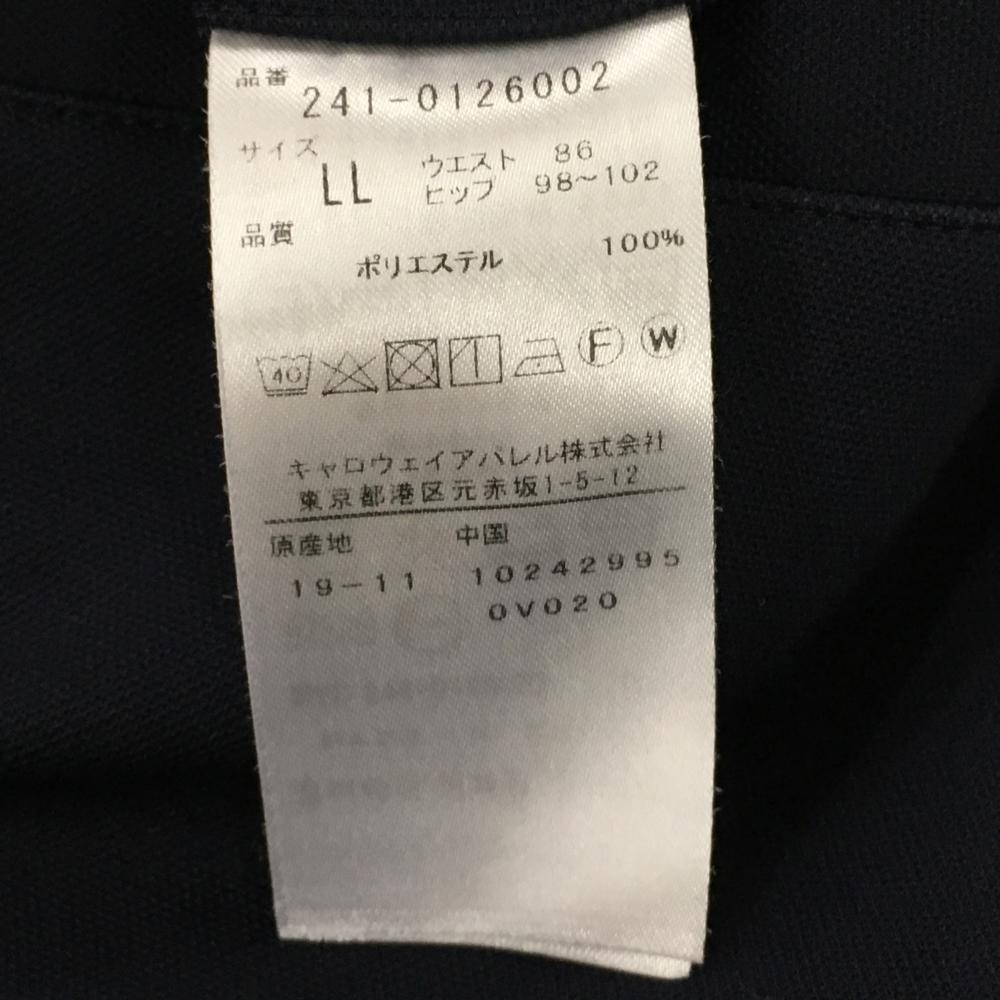 品番 241-0126002
サイズ LL ウエスト 86
ヒップ 98~102
品質
ポリエステル 100%
40 F W
キャロウェイアパレル株式会社
東京都港区元赤坂1-5-12
原産地 中国
19-11 10242995
0V020